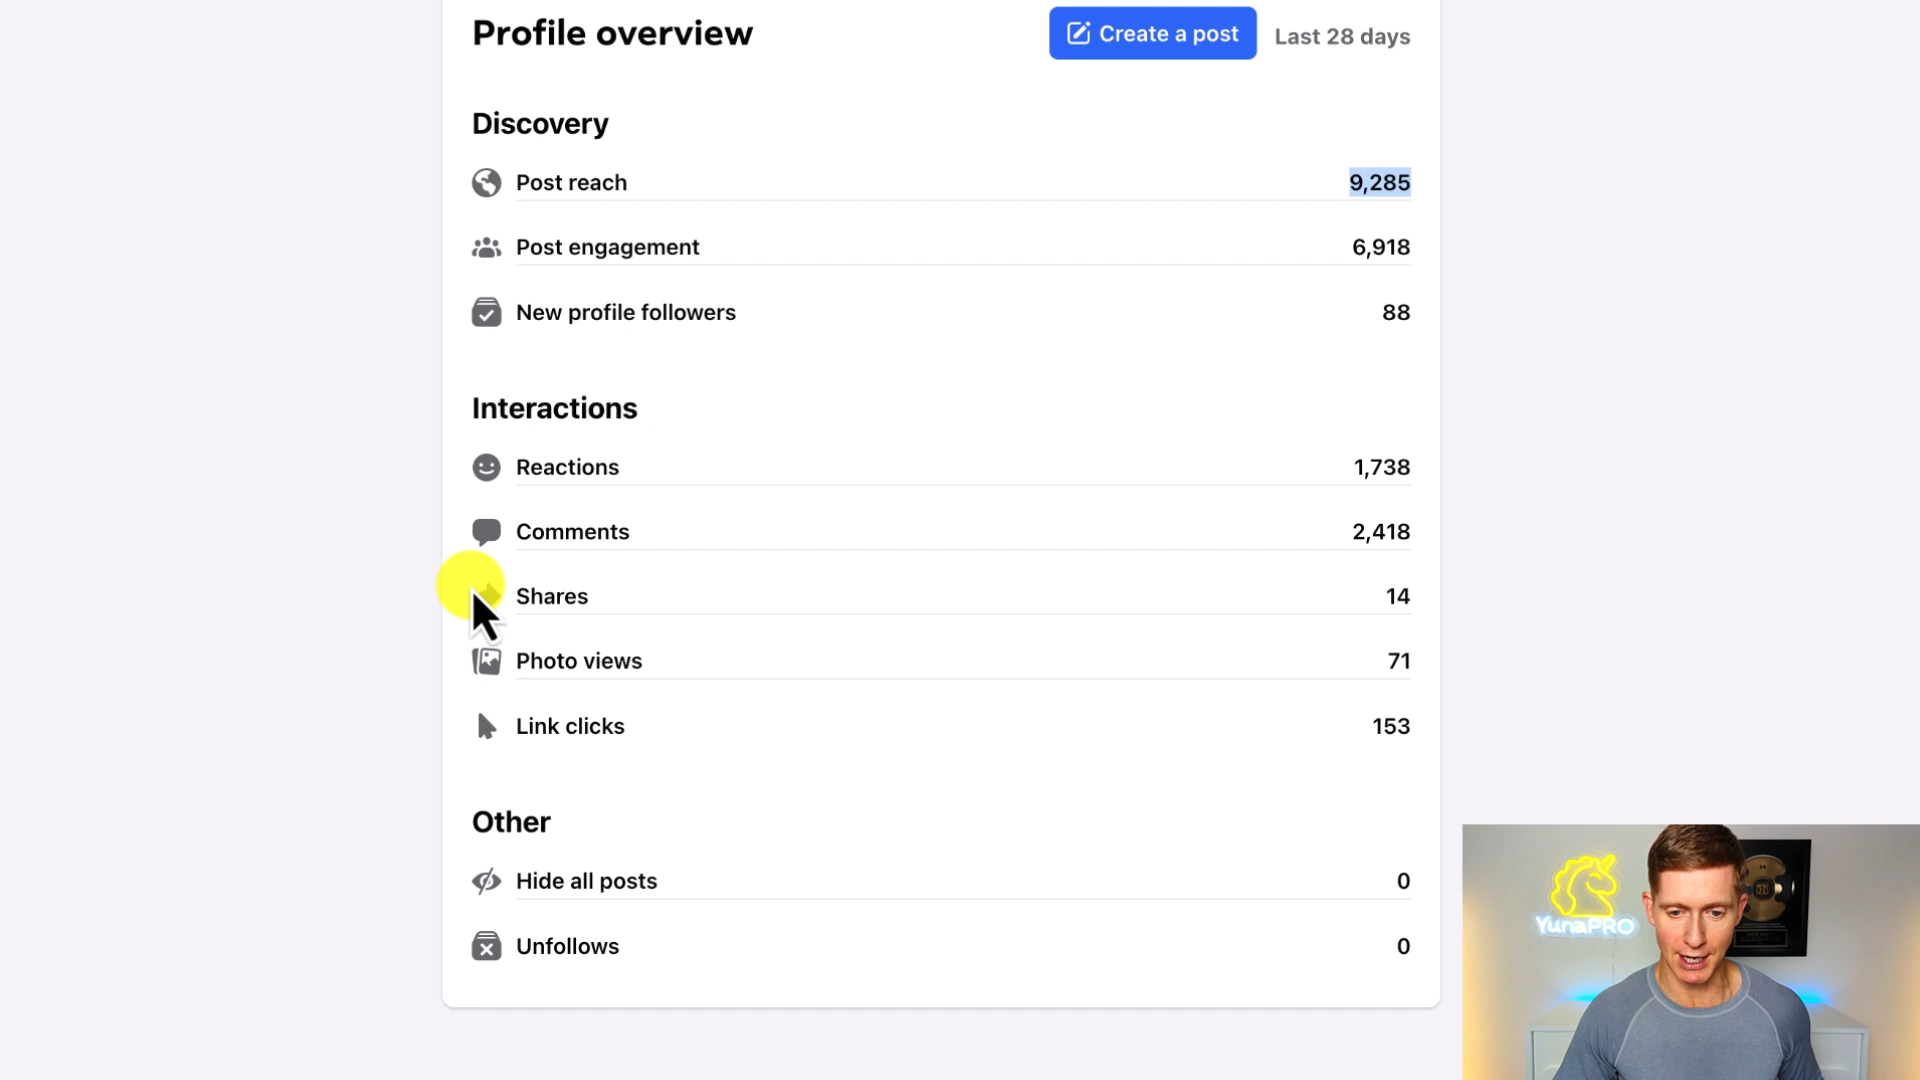 Profile overview
Create a post
Last 28 days
Discovery
Post reach 9,285
Post engagement 6,918
New profile followers 88
Interactions
Reactions 1,738
Comments 2,418
Shares 14
Photo views 71
Link clicks 153
Other
Hide all posts 0
Unfollows 0
YunaPRO